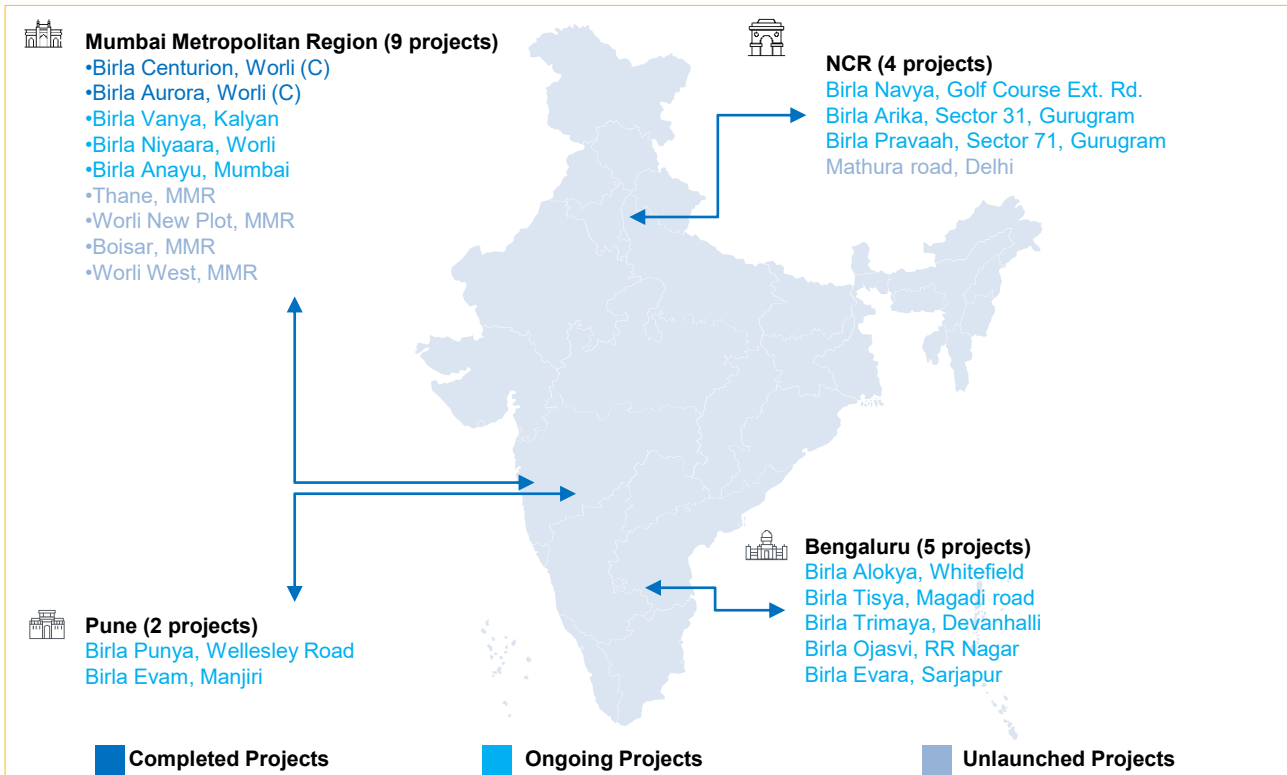 Mumbai Metropolitan Region (9 projects)
•Birla Centurion, Worli (C)
•Birla Aurora, Worli (C)
•Birla Vanya, Kalyan
•Birla Niyaara, Worli
•Birla Anayu, Mumbai
•Thane, MMR
•Worli New Plot, MMR
•Boisar, MMR
•Worli West, MMR
NCR (4 projects)
Birla Navya, Golf Course Ext. Rd.
Birla Arika, Sector 31, Gurugram
Birla Pravaah, Sector 71, Gurugram
Mathura road, Delhi
Pune (2 projects)
Birla Punya, Wellesley Road
Birla Evam, Manjiri
Bengaluru (5 projects)
Birla Alokya, Whitefield
Birla Tisya, Magadi road
Birla Trimaya, Devanhalli
Birla Ojasvi, RR Nagar
Birla Evara, Sarjapur
Completed Projects
Ongoing Projects
Unlaunched Projects